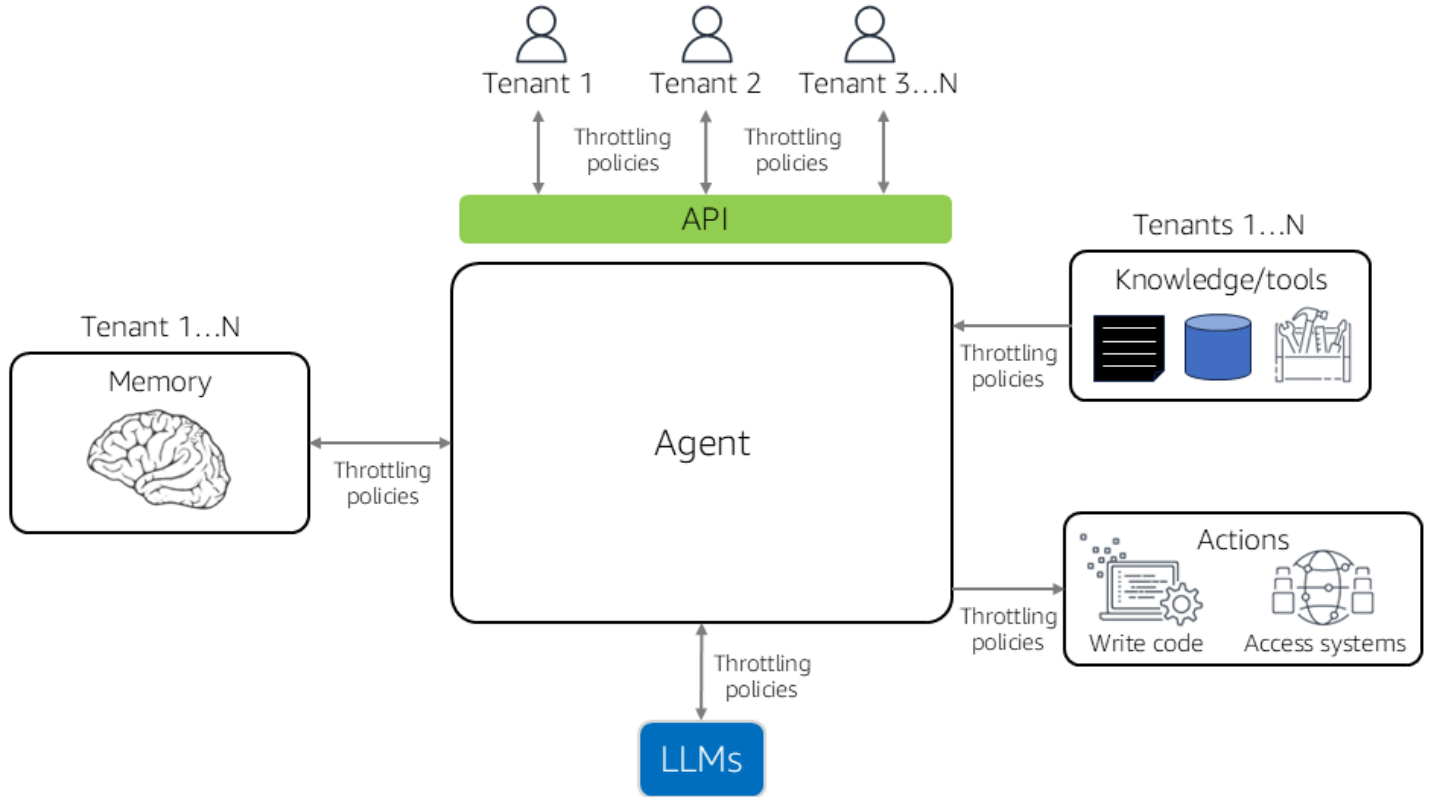 Tenant 1
Tenant 2
Tenant 3...N
Throttling
policies
Throttling
policies
API
Tenants 1...N
Knowledge/tools
Throttling
policies
Tenant 1...N
Memory
Throttling
policies
Agent
Actions
Write code
Access systems
Throttling
policies
Throttling
policies
LLMs